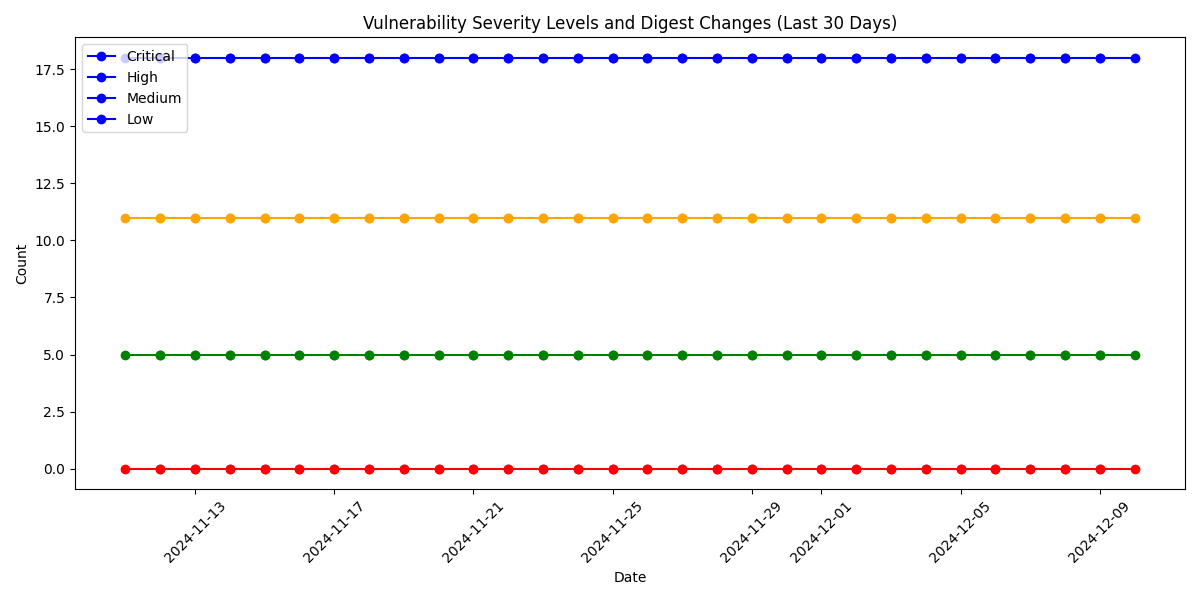 Vulnerability Severity Levels and Digest Changes (Last 30 Days)
Critical
High
Medium
Low
17.5
15.0
12.5
10.0
7.5
5.0
2.5
0.0
Count
2024-11-13
2024-11-17
2024-11-21
2024-11-25
2024-11-29
2024-12-01
2024-12-05
2024-12-09
Date